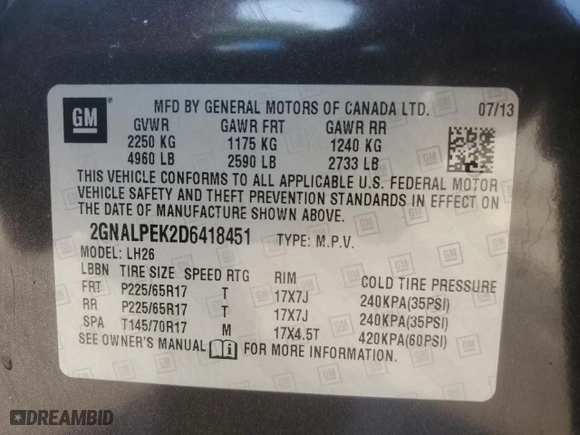 GM
MFD BY GENERAL MOTORS OF CANADA LTD. 07/13
GVWR GAWR FRT GAWR RR
2250 KG 1175 KG 1240 KG
4960 LB 2590 LB 2733 LB
THIS VEHICLE CONFORMS TO ALL APPLICABLE U.S. FEDERAL MOTOR
VEHICLE SAFETY AND THEFT PREVENTION STANDARDS IN EFFECT ON
THE DATE OF MANUFACTURE SHOWN ABOVE.
2GNALPEK2D6418451 TYPE: M.P.V.
MODEL: LH26
LBBN TIRE SIZE SPEED RTG RIM COLD TIRE PRESSURE
FRT P225/65R17 T 17X7J 240KPA(35PSI)
RR P225/65R17 T 17X7J 240KPA(35PSI)
SPA T145/70R17 M 17X4.5T 420KPA(60PSI)
SEE OWNER'S MANUAL FOR MORE INFORMATION.
DREAMBID